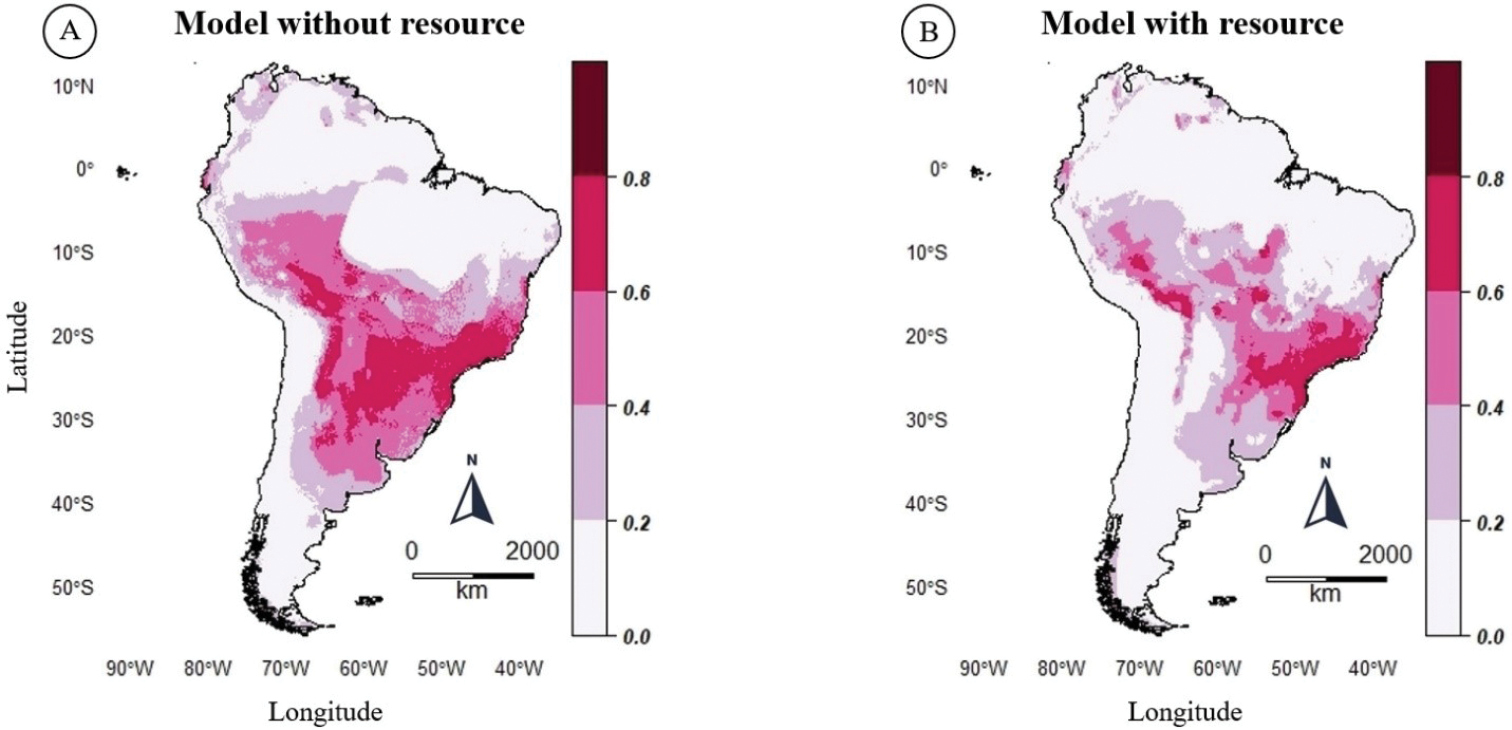 A
Model without resource
10°N
0°
10°S
20°S
30°S
40°S
50°S
Latitude
90°W 80°W 70°W 60°W 50°W 40°W
Longitude
N
0 2000
km
0.8
0.6
0.4
0.2
0.0
B
Model with resource
10°N
0°
10°S
20°S
30°S
40°S
50°S
90°W 80°W 70°W 60°W 50°W 40°W
Longitude
N
0 2000
km
0.8
0.6
0.4
0.2
0.0